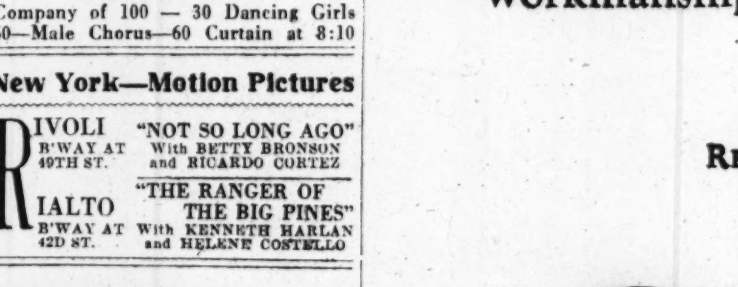 Company of 100 — 30 Dancing Girls
—Male Chorus—60 Curtain at 8:10
New York—Motion Pictures
RIVOLI
B'WAY AT
49TH ST.
"NOT SO LONG AGO"
With BETTY BRONSON
and RICARDO CORTEZ
RIALTO
B'WAY AT
42D ST.
"THE RANGER OF
THE BIG PINES"
With KENNETH HARLAN
and HELENE COSTELLO